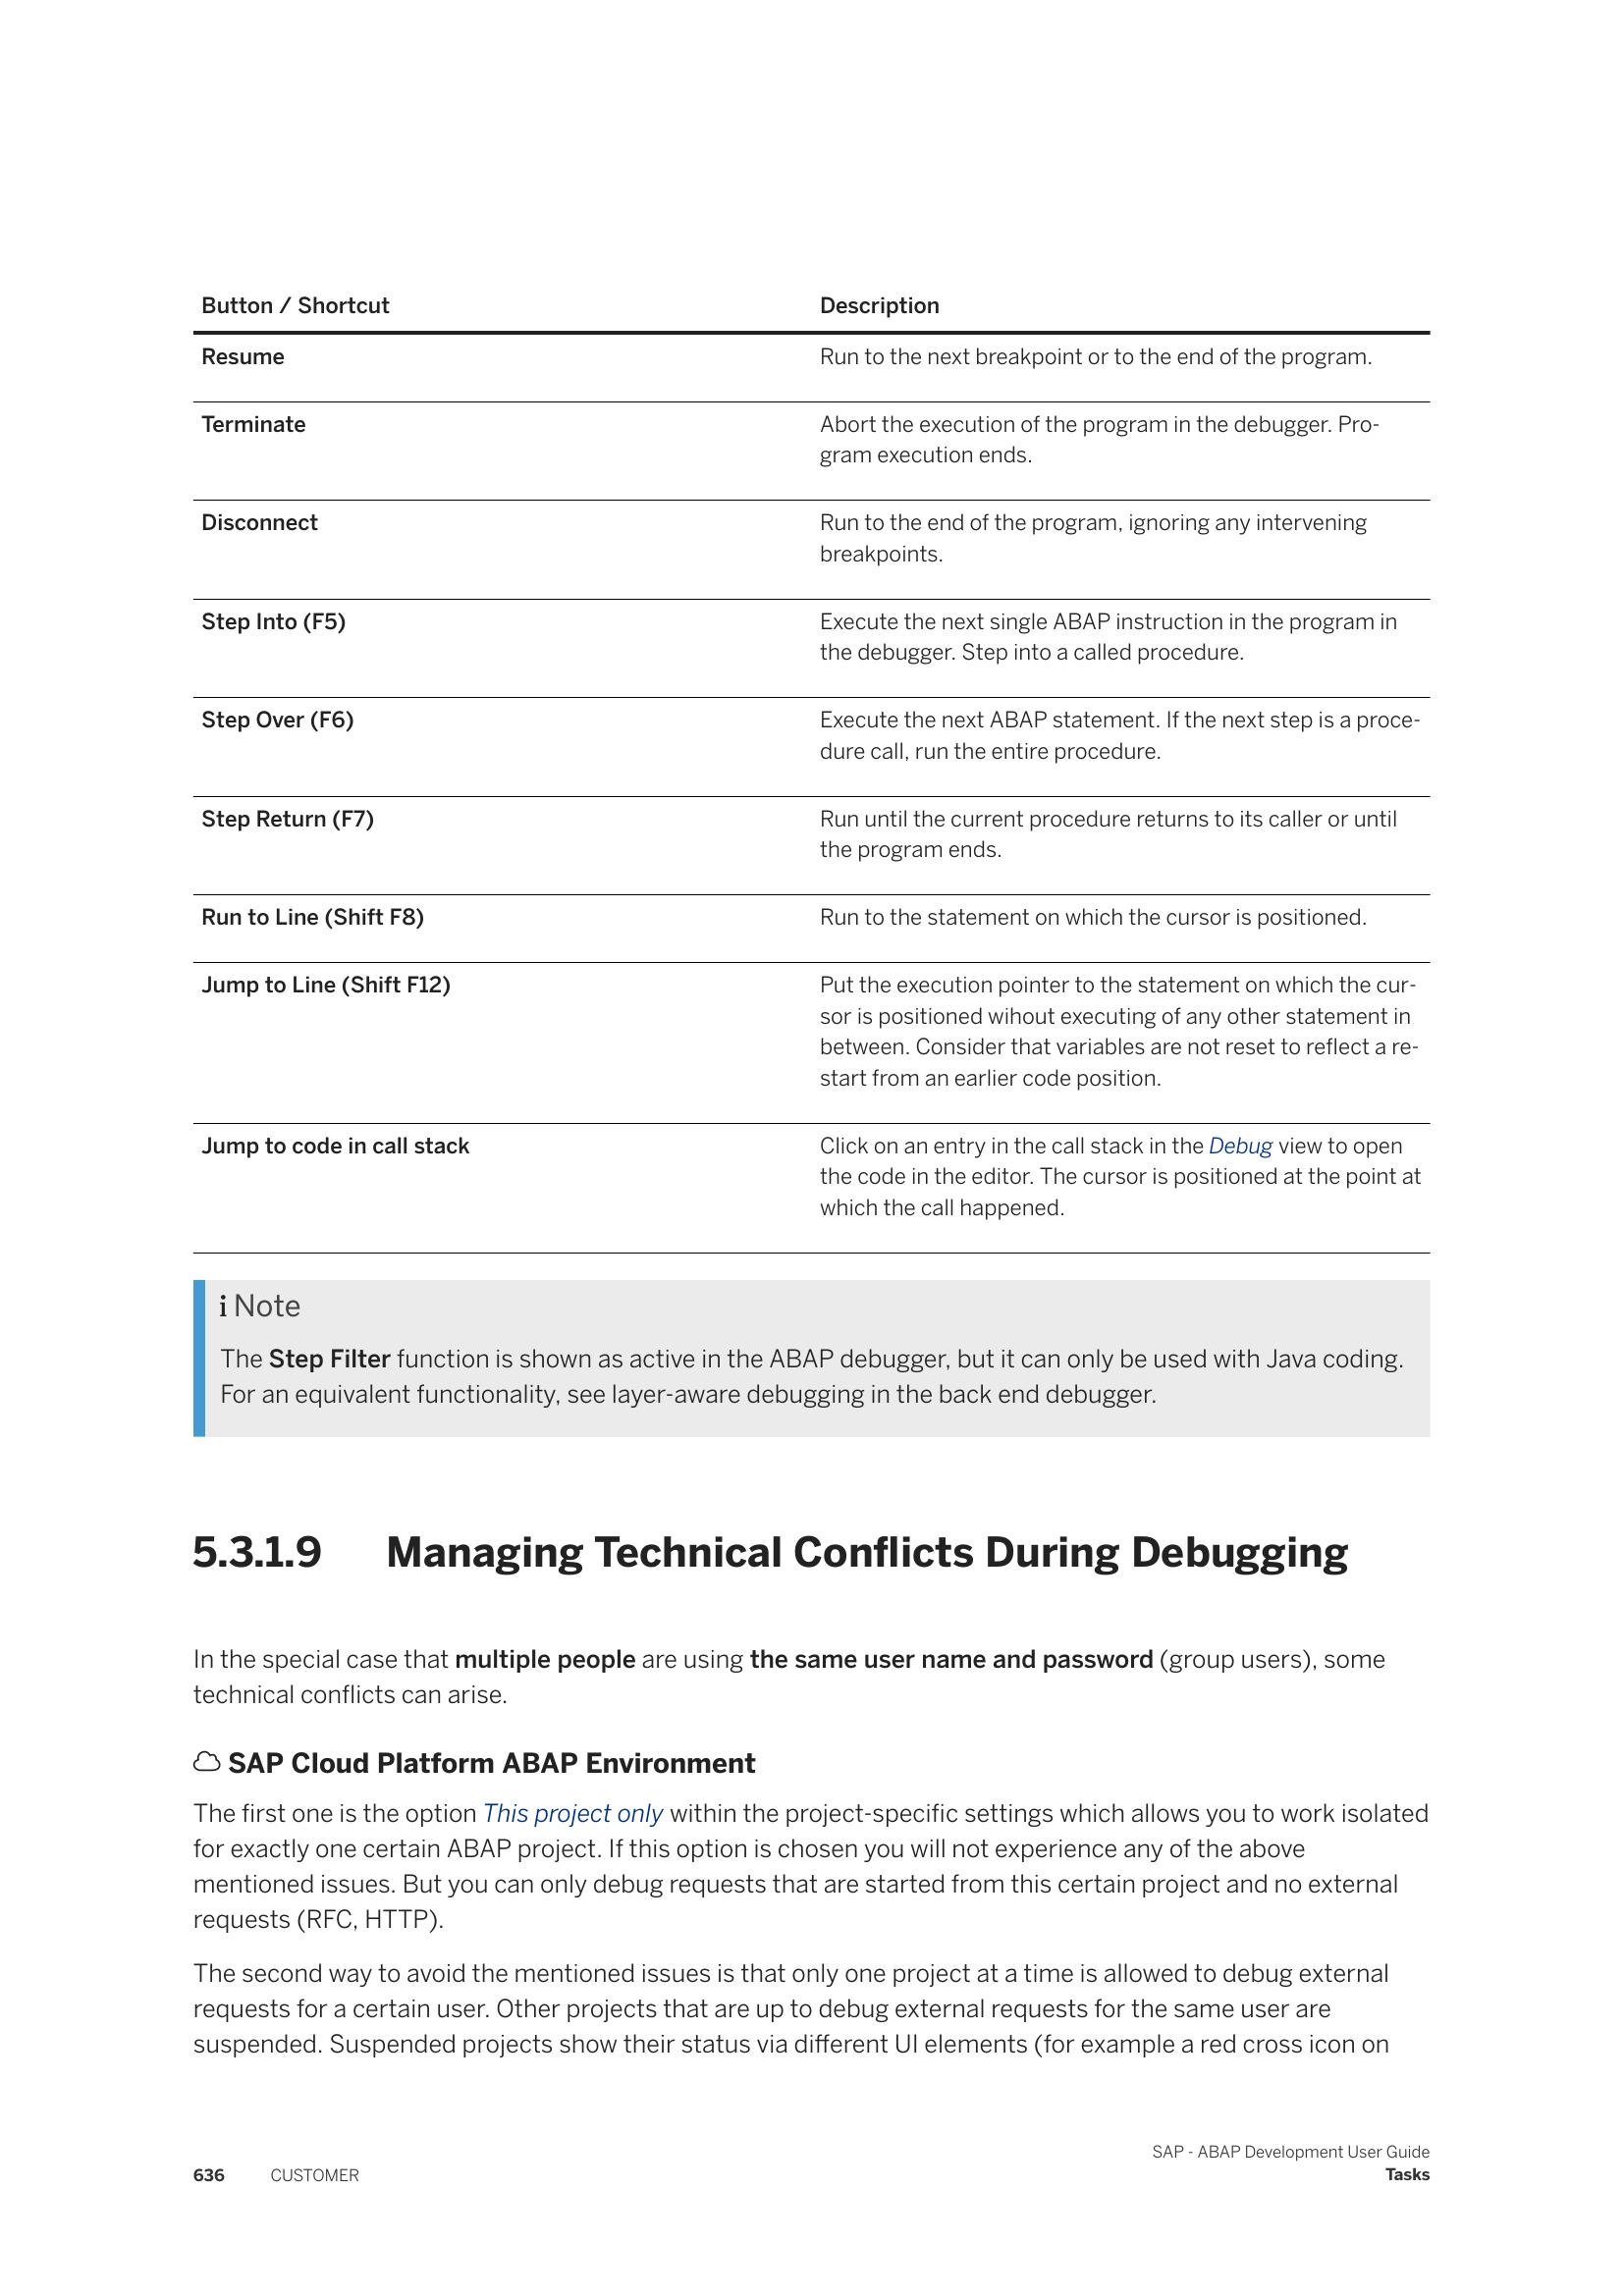 Button / Shortcut
Description
Resume
Run to the next breakpoint or to the end of the program.
Terminate
Abort the execution of the program in the debugger. Pro-
gram execution ends.
Disconnect
Run to the end of the program, ignoring any intervening
breakpoints.
Step Into (F5)
Execute the next single ABAP instruction in the program in
the debugger. Step into a called procedure.
Step Over (F6)
Execute the next ABAP statement. If the next step is a proce-
dure call, run the entire procedure.
Step Return (F7)
Run until the current procedure returns to its caller or until
the program ends.
Run to Line (Shift F8)
Run to the statement on which the cursor is positioned.
Jump to Line (Shift F12)
Put the execution pointer to the statement on which the cur-
sor is positioned wihout executing of any other statement in
between. Consider that variables are not reset to reflect a re-
start from an earlier code position.
Jump to code in call stack
Click on an entry in the call stack in the Debug view to open
the code in the editor. The cursor is positioned at the point at
which the call happened.
i Note
The Step Filter function is shown as active in the ABAP debugger, but it can only be used with Java coding.
For an equivalent functionality, see layer-aware debugging in the back end debugger.
5.3.1.9 Managing Technical Conflicts During Debugging
In the special case that multiple people are using the same user name and password (group users), some
technical conflicts can arise.
SAP Cloud Platform ABAP Environment
The first one is the option This project only within the project-specific settings which allows you to work isolated
for exactly one certain ABAP project. If this option is chosen you will not experience any of the above
mentioned issues. But you can only debug requests that are started from this certain project and no external
requests (RFC, HTTP).
The second way to avoid the mentioned issues is that only one project at a time is allowed to debug external
requests for a certain user. Other projects that are up to debug external requests for the same user are
suspended. Suspended projects show their status via different UI elements (for example a red cross icon on
SAP - ABAP Development User Guide
636 CUSTOMER
Tasks